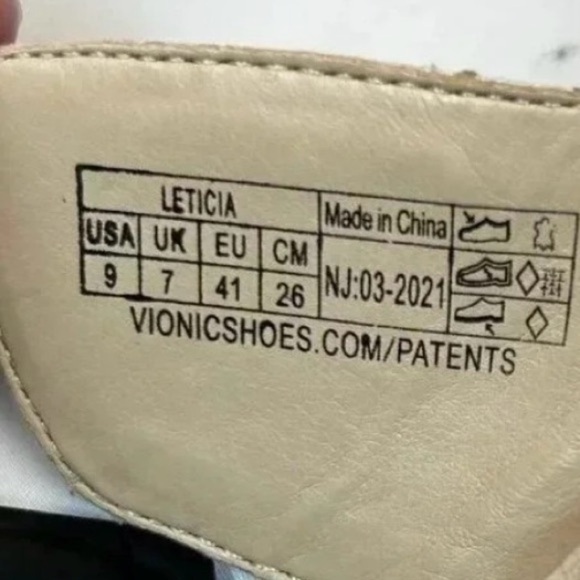 LETICIA
Made in China
USA UK EU CM
9 7 41 26
NJ:03-2021
VIONICSHOES.COM/PATENTS